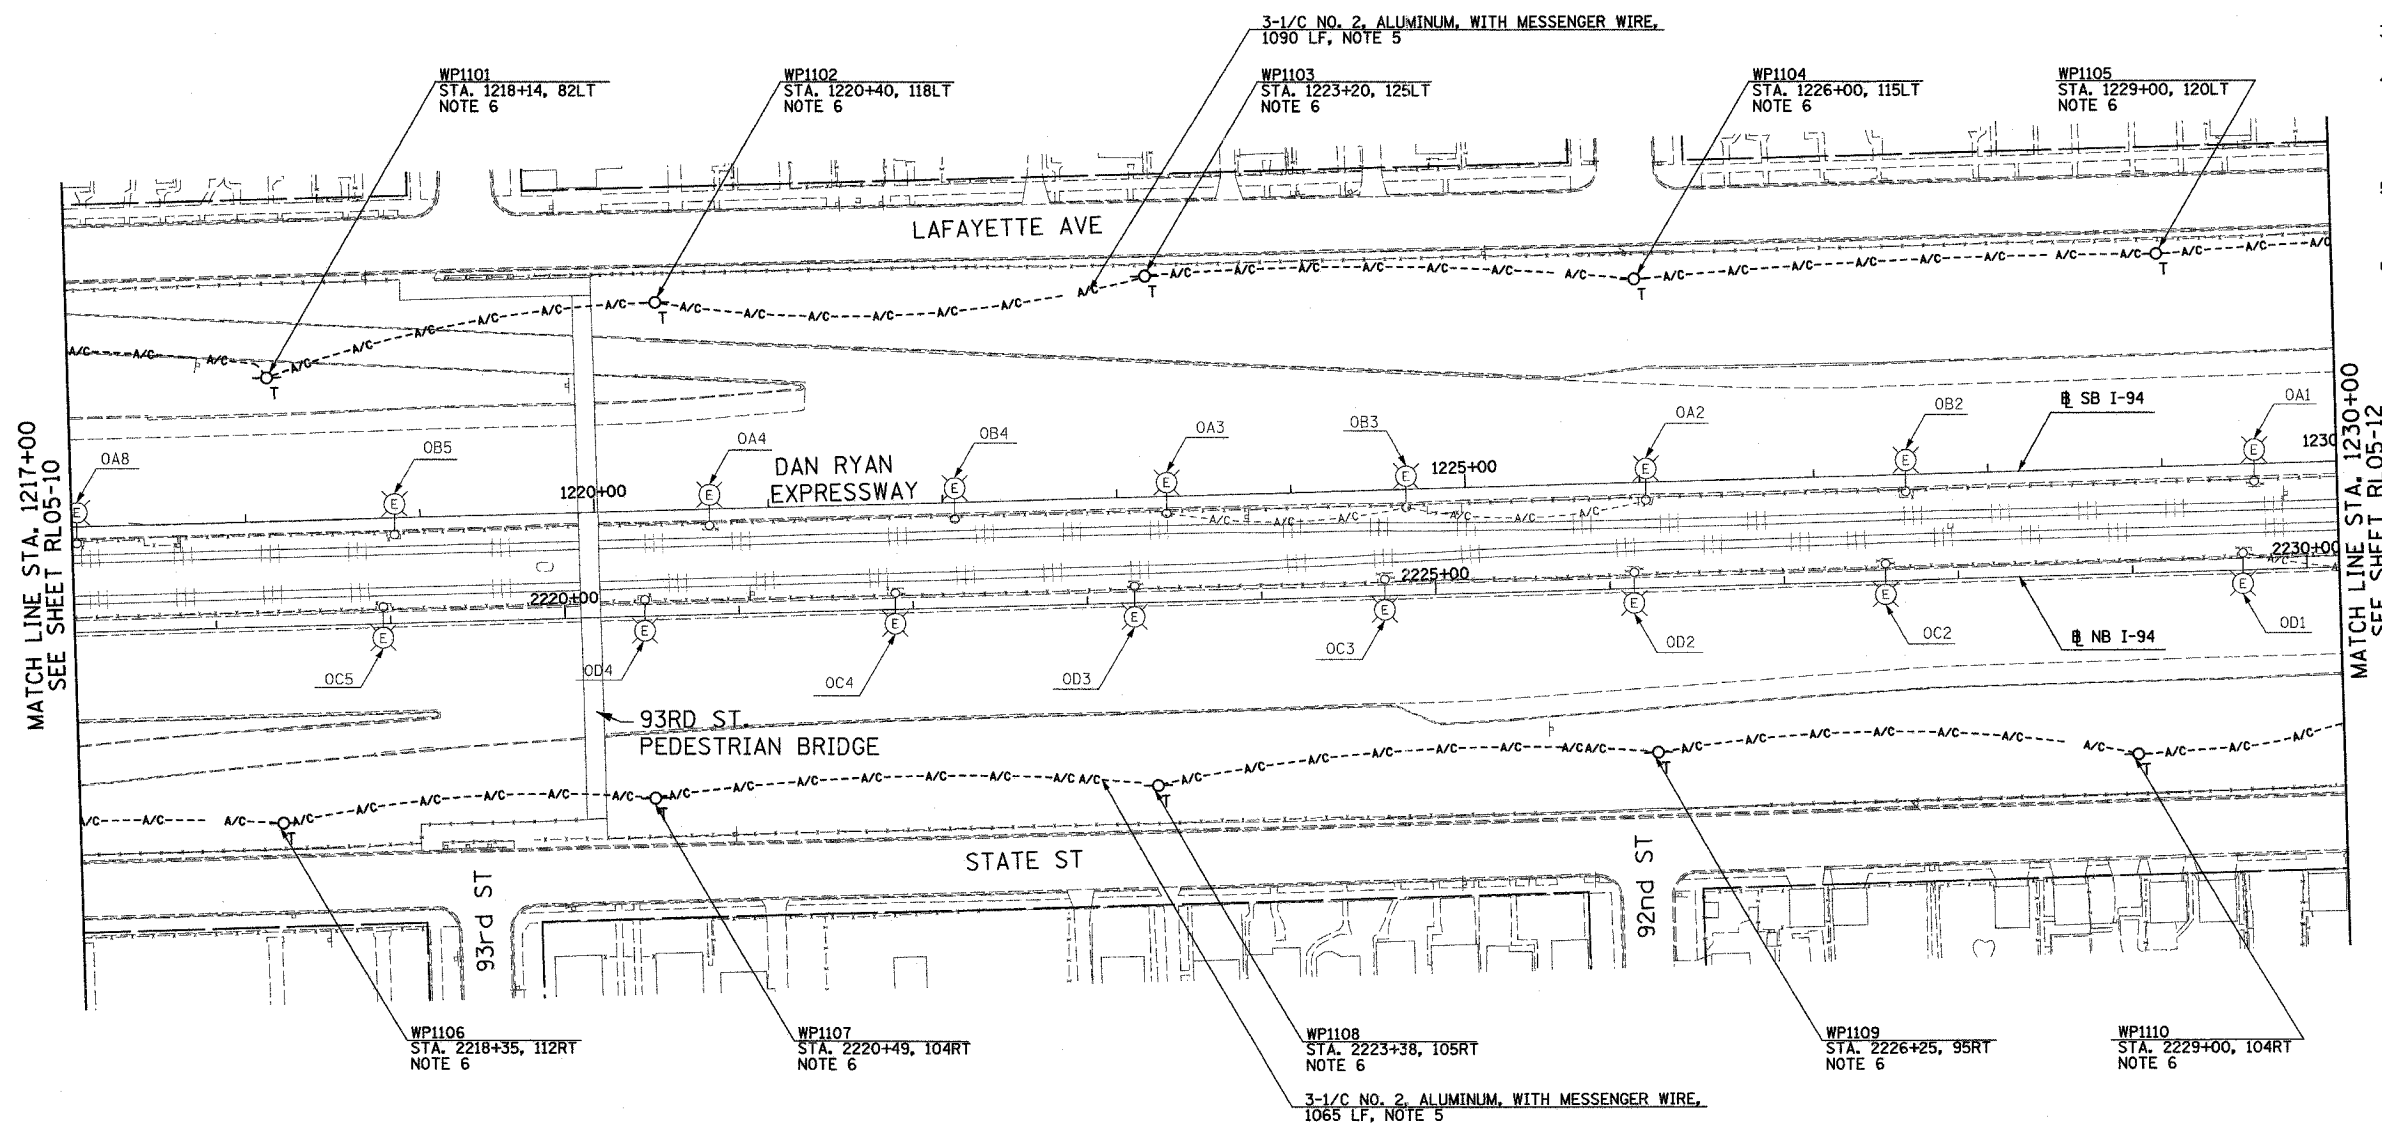 3-1/C NO. 2, ALUMINUM, WITH MESSENGER WIRE,
1090 LF, NOTE 5
WP1101
STA. 1218+14, 82LT
NOTE 6
WP1102
STA. 1220+40, 118LT
NOTE 6
WP1103
STA. 1223+20, 125LT
NOTE 6
WP1104
STA. 1226+00, 115LT
NOTE 6
WP1105
STA. 1229+00, 120LT
NOTE 6
LAFAYETTE AVE
MATCH LINE STA. 1217+00
SEE SHEET RL05-10
MATCH LINE STA. 1230+00
SEE SHEET RL05-12
OA8
OB5
OA4
OB4
OA3
OB3
OA2
OB2
OA1
℄ SB I-94
DAN RYAN
EXPRESSWAY
1220+00
1225+00
1230
2220+00
2225+00
2230+00
OC5
OD4
OC4
OD3
OC3
OD2
OC2
OD1
℄ NB I-94
93RD ST.
PEDESTRIAN BRIDGE
STATE ST
93rd ST
92nd ST
WP1106
STA. 2218+35, 112RT
NOTE 6
WP1107
STA. 2220+49, 104RT
NOTE 6
WP1108
STA. 2223+38, 105RT
NOTE 6
WP1109
STA. 2226+25, 95RT
NOTE 6
WP1110
STA. 2229+00, 104RT
NOTE 6
3-1/C NO. 2, ALUMINUM, WITH MESSENGER WIRE,
1065 LF, NOTE 5